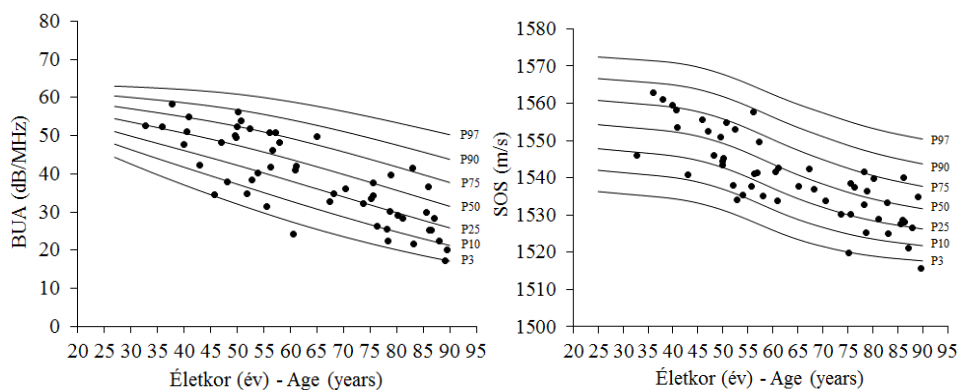 BUA (dB/MHz)
80
70
60
50
40
30
20
10
0
P97
P90
P75
P50
P25
P10
P3
20 25 30 35 40 45 50 55 60 65 70 75 80 85 90 95
Életkor (év) - Age (years)
SOS (m/s)
1580
1570
1560
1550
1540
1530
1520
1510
1500
P97
P90
P75
P50
P25
P10
P3
20 25 30 35 40 45 50 55 60 65 70 75 80 85 90 95
Életkor (év) - Age (years)